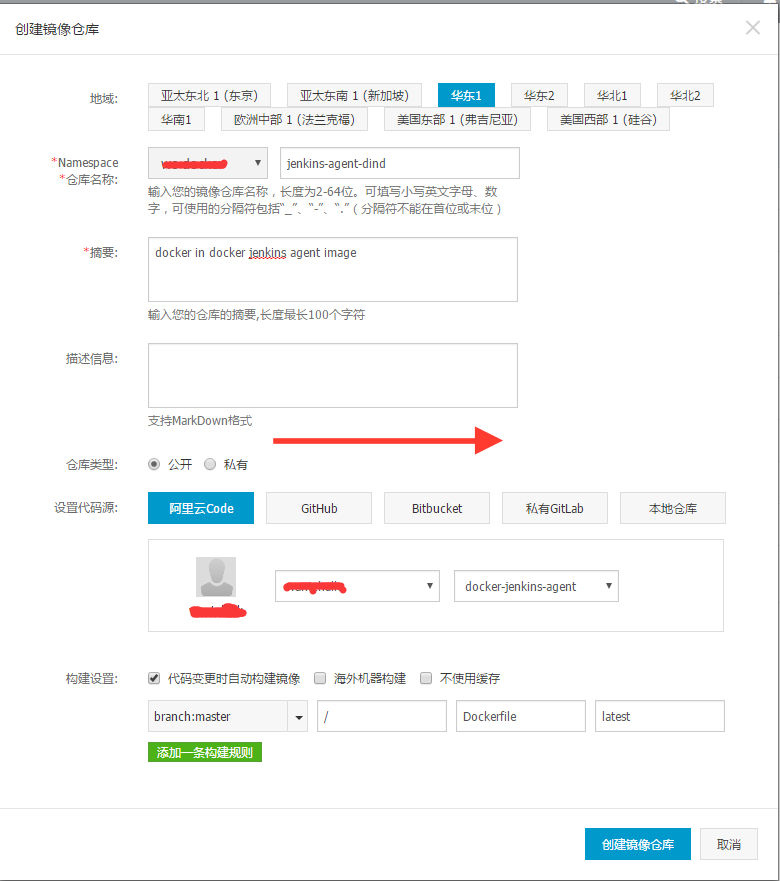 创建镜像仓库
地域: 亚太东北 1 (东京) 亚太东南 1 (新加坡) 华东1 华东2 华北1 华北2
华南1 欧洲中部 1 (法兰克福) 美国东部 1 (弗吉尼亚) 美国西部 1 (硅谷)
*Namespace jenkins-agent-dind
*仓库名称:
输入您的镜像仓库名称，长度为2-64位。可填写小写英文字母、数
字，可使用的分隔符包括“_”、“-”、“.”（分隔符不能在首位或末位）
*摘要: docker in docker jenkins agent image
输入您的仓库的摘要,长度最长100个字符
描述信息:
支持MarkDown格式
仓库类型: 公开 私有
设置代码源: 阿里云Code GitHub Bitbucket 私有GitLab 本地仓库
docker-jenkins-agent
构建设置: 代码变更时自动构建镜像 海外机器构建 不使用缓存
branch:master / Dockerfile latest
添加一条构建规则
创建镜像仓库 取消